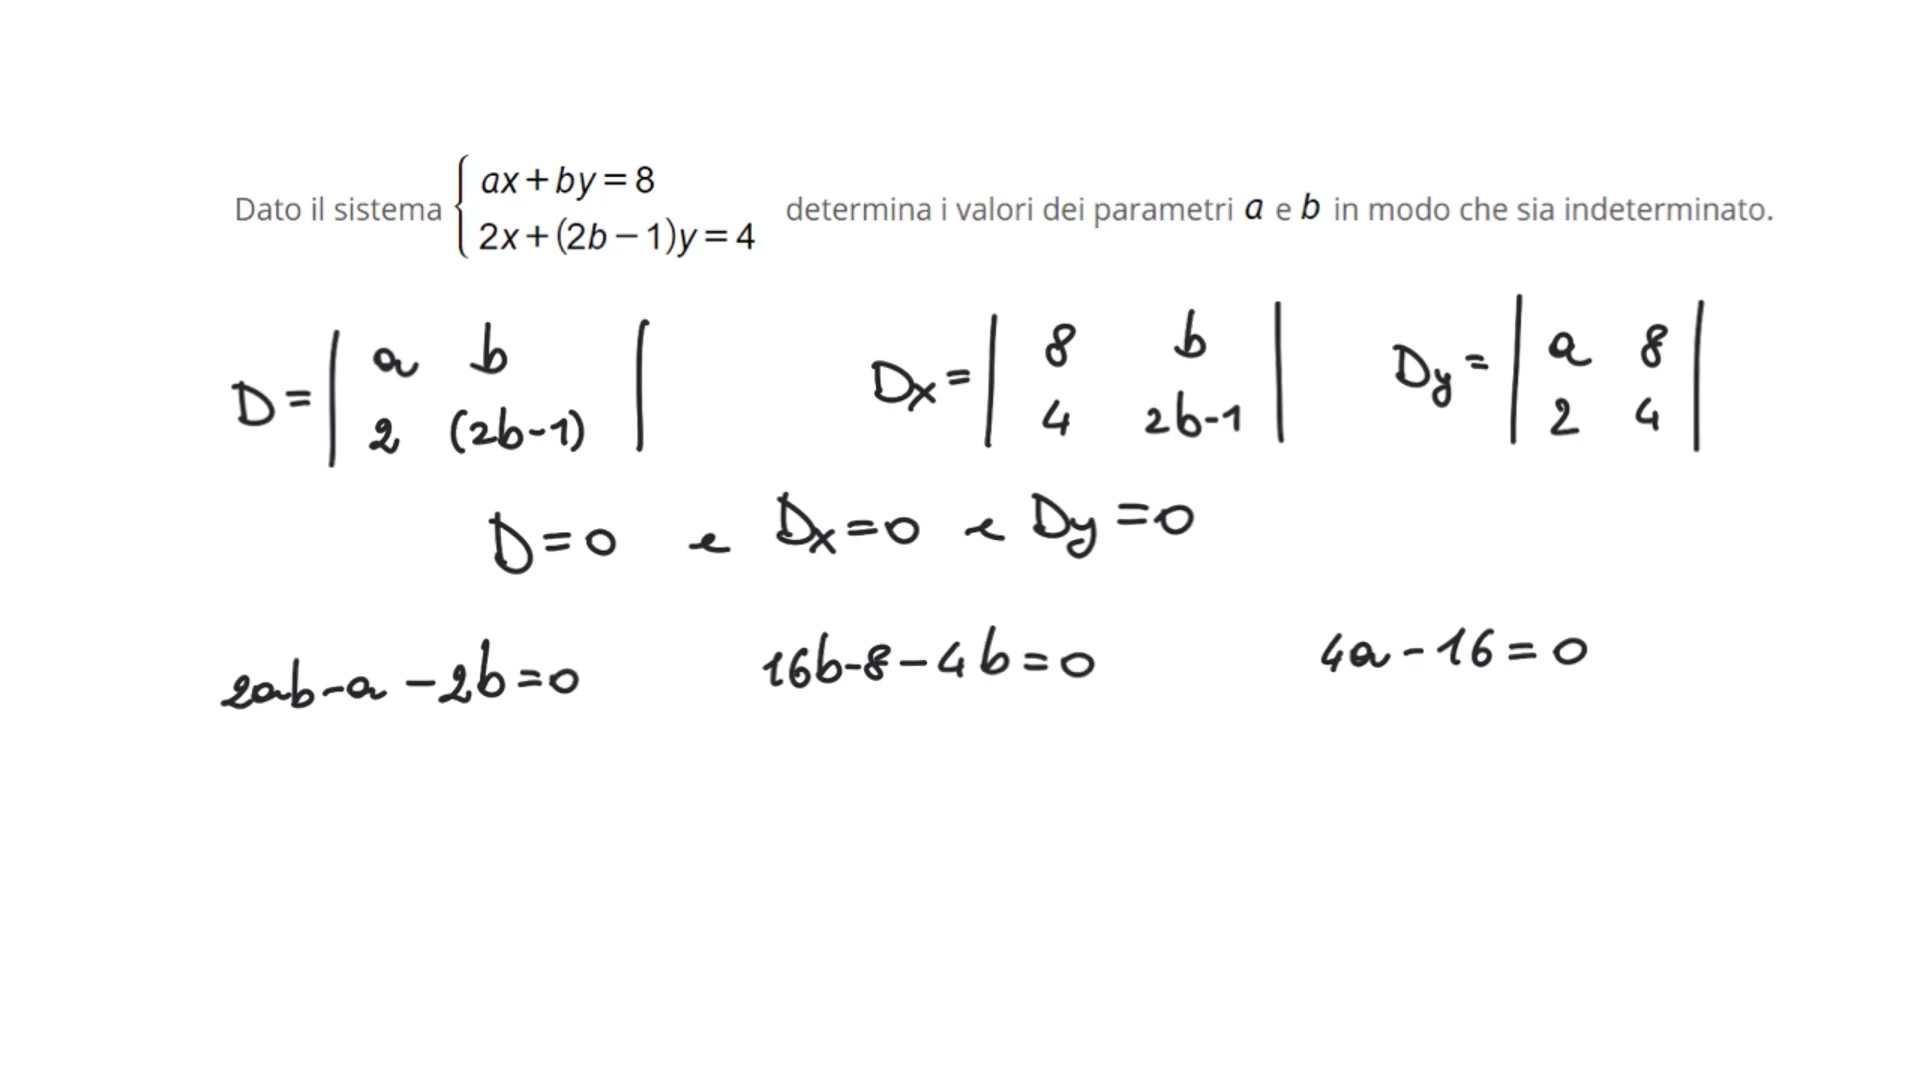 Dato il sistema { ax+by=8 2x+(2b−1)y=4 determina i valori dei parametri a e b in modo che sia indeterminato.
D= | a b 2 (2b-1) | Dx= | 8 b 4 2b-1 | Dy= | a 8 2 4 |
D=0 e Dx=0 e Dy=0
2ab-a-2b=0 16b-8-4b=0 4a-16=0